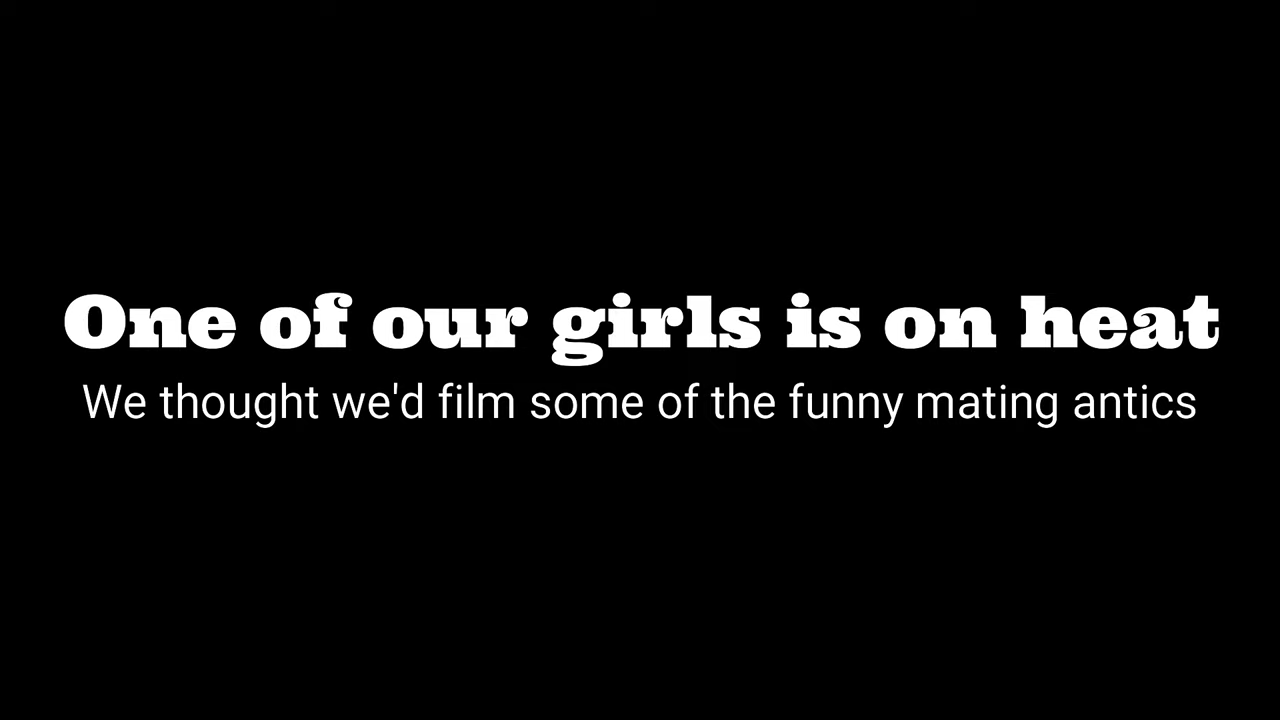 One of our girls is on heat
We thought we'd film some of the funny mating antics